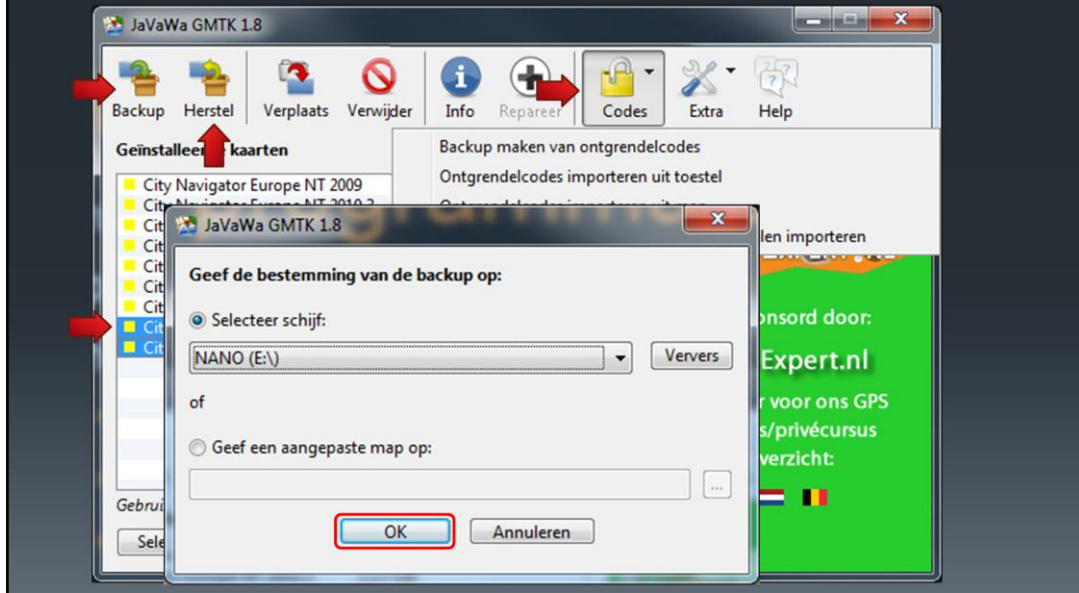 JaVaWa GMTK 1.8
Backup Herstel Verplaats Verwijder Info Repareer Codes Extra Help
kaarten
Backup maken van ontgrendelcodes
Ontgrendelcodes importeren uit toestel
City Navigator Europe NT 2009
JaVaWa GMTK 1.8
importeren
Geef de bestemming van de backup op:
Selecteer schijf:
NANO (E:\)
Ververs
of
Geef een aangepaste map op:
...
OK Annuleren
door:
Expert.nl
voor ons GPS
s/privécursus